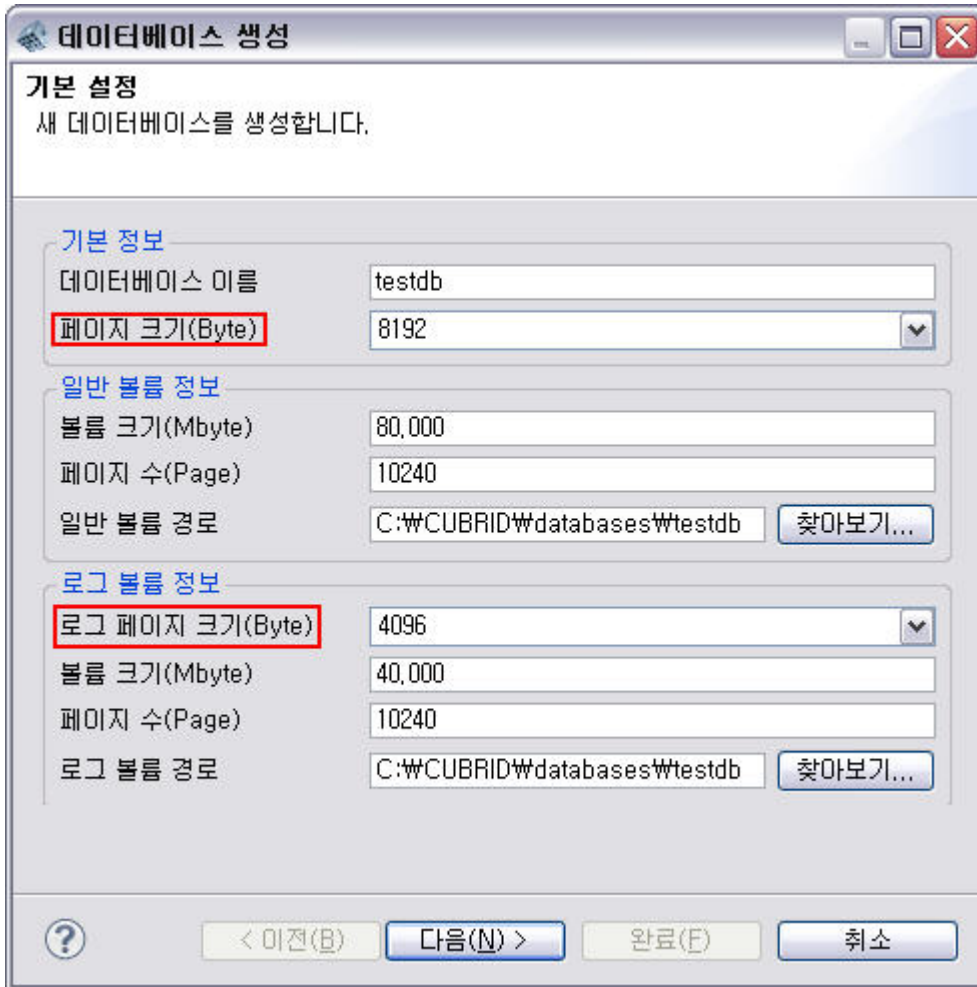 데이터베이스 생성
기본 설정
새 데이터베이스를 생성합니다.
기본 정보
데이터베이스 이름 testdb
페이지 크기(Byte) 8192
일반 볼륨 정보
볼륨 크기(Mbyte) 80,000
페이지 수(Page) 10240
일반 볼륨 경로 C:₩CUBRID₩databases₩testdb 찾아보기...
로그 볼륨 정보
로그 페이지 크기(Byte) 4096
볼륨 크기(Mbyte) 40,000
페이지 수(Page) 10240
로그 볼륨 경로 C:₩CUBRID₩databases₩testdb 찾아보기...
? < 이전(B) 다음(N) > 완료(F) 취소